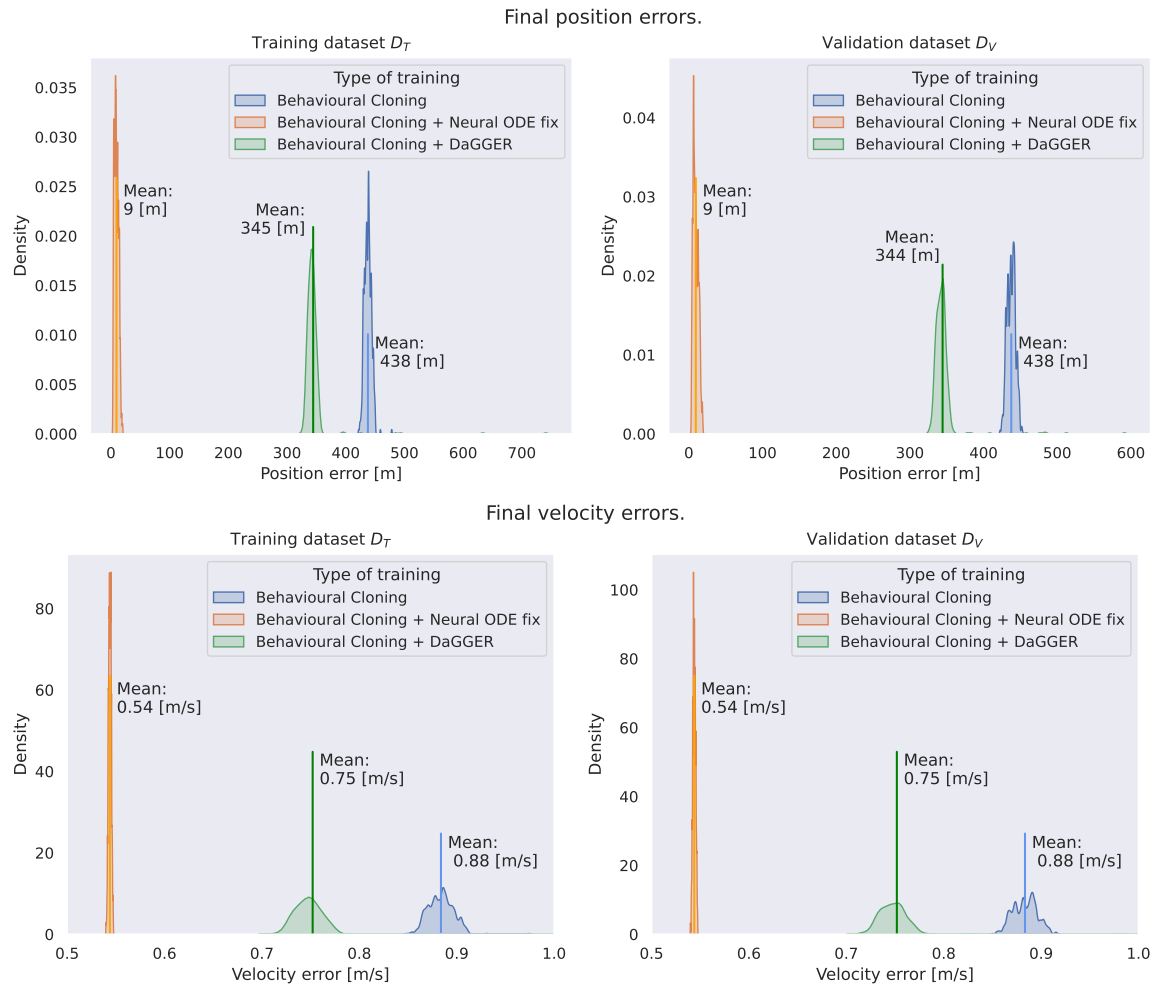 Final position errors.
Training dataset D_T
Validation dataset D_V
Type of training
Behavioural Cloning
Behavioural Cloning + Neural ODE fix
Behavioural Cloning + DaGGER
Mean:
9 [m]
Mean:
345 [m]
Mean:
438 [m]
Density
0.035
0.030
0.025
0.020
0.015
0.010
0.005
0.000
0 100 200 300 400 500 600 700
Position error [m]
Type of training
Behavioural Cloning
Behavioural Cloning + Neural ODE fix
Behavioural Cloning + DaGGER
Mean:
9 [m]
Mean:
344 [m]
Mean:
438 [m]
Density
0.04
0.03
0.02
0.01
0.00
0 100 200 300 400 500 600
Position error [m]
Final velocity errors.
Training dataset D_T
Validation dataset D_V
Type of training
Behavioural Cloning
Behavioural Cloning + Neural ODE fix
Behavioural Cloning + DaGGER
Mean:
0.54 [m/s]
Mean:
0.75 [m/s]
Mean:
0.88 [m/s]
Density
80
60
40
20
0
0.5 0.6 0.7 0.8 0.9 1.0
Velocity error [m/s]
Type of training
Behavioural Cloning
Behavioural Cloning + Neural ODE fix
Behavioural Cloning + DaGGER
Mean:
0.54 [m/s]
Mean:
0.75 [m/s]
Mean:
0.88 [m/s]
Density
100
80
60
40
20
0
0.5 0.6 0.7 0.8 0.9 1.0
Velocity error [m/s]